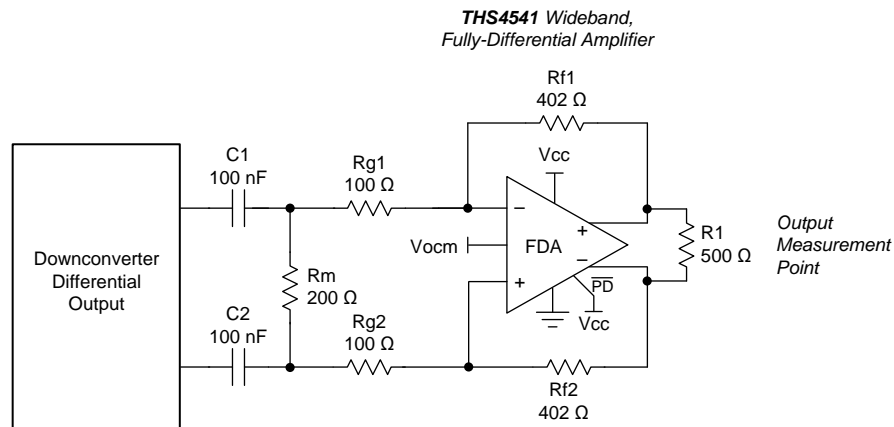 THS4541 Wideband,
Fully-Differential Amplifier
Rf1
402 Ω
C1
100 nF
Rg1
100 Ω
Vcc
Downconverter
Differential
Output
Rm
200 Ω
Vocm
−
+
FDA
+
−
PD
Vcc
R1
500 Ω
Output
Measurement
Point
C2
100 nF
Rg2
100 Ω
Rf2
402 Ω